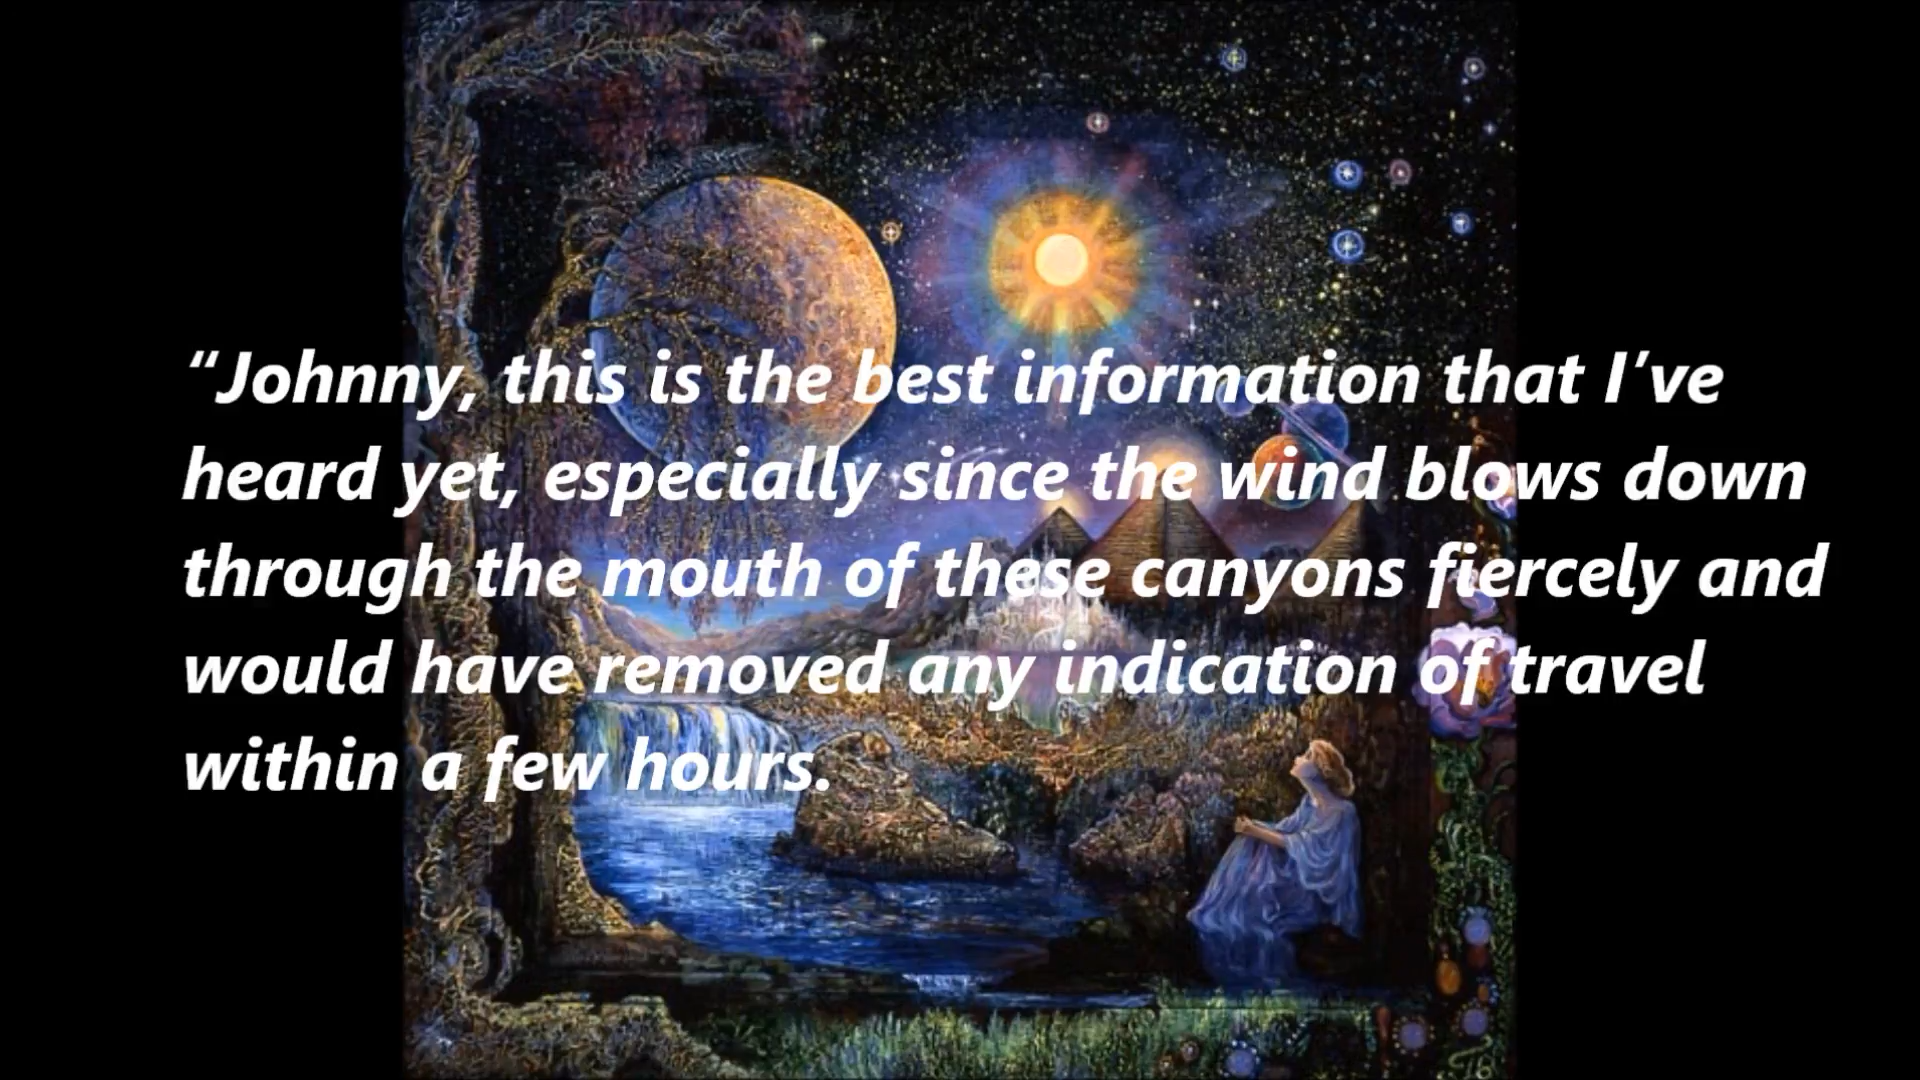 “Johnny, this is the best information that I’ve
heard yet, especially since the wind blows down
through the mouth of these canyons fiercely and
would have removed any indication of travel
within a few hours.